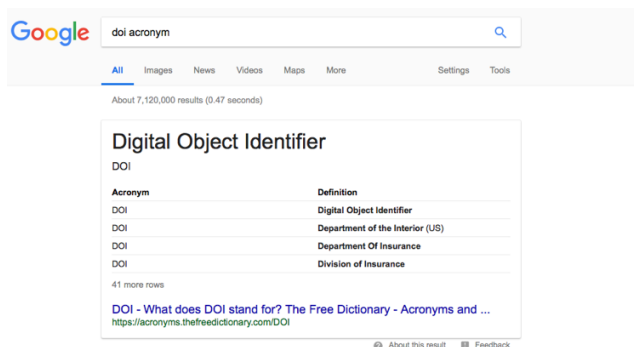 Google doi acronym
All Images News Videos Maps More Settings Tools
About 7,120,000 results (0.47 seconds)
Digital Object Identifier
DOI
Acronym Definition
DOI Digital Object Identifier
DOI Department of the Interior (US)
DOI Department Of Insurance
DOI Division of Insurance
41 more rows
DOI - What does DOI stand for? The Free Dictionary - Acronyms and ...
https://acronyms.thefreedictionary.com/DOI
About this result Feedback